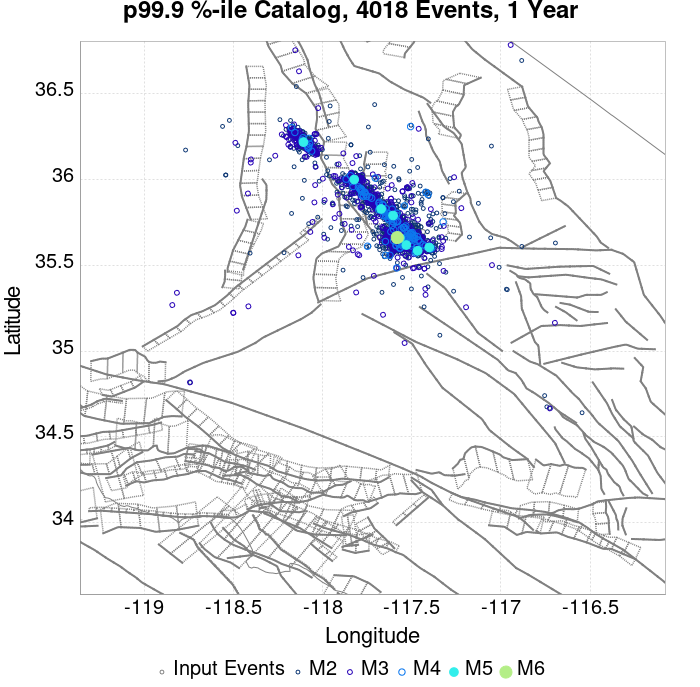 p99.9 %-ile Catalog, 4018 Events, 1 Year
36.5
36
35.5
35
34.5
34
Latitude
-119 -118.5 -118 -117.5 -117 -116.5
Longitude
Input Events M2 M3 M4 M5 M6